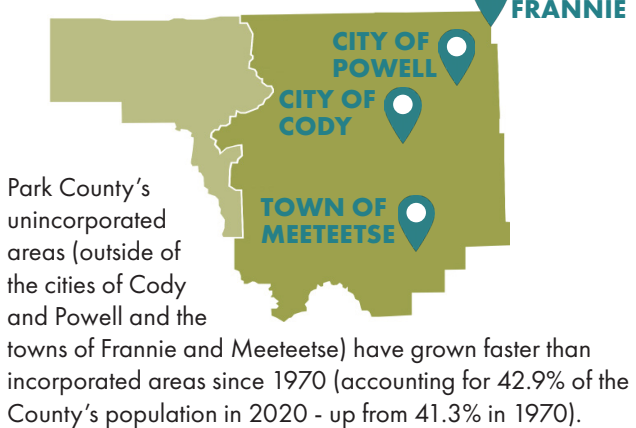 FRANNIE
CITY OF
POWELL
CITY OF
CODY
TOWN OF
MEETEETSE
Park County’s
unincorporated
areas (outside of
the cities of Cody
and Powell and the
towns of Frannie and Meeteetse) have grown faster than
incorporated areas since 1970 (accounting for 42.9% of the
County’s population in 2020 - up from 41.3% in 1970).